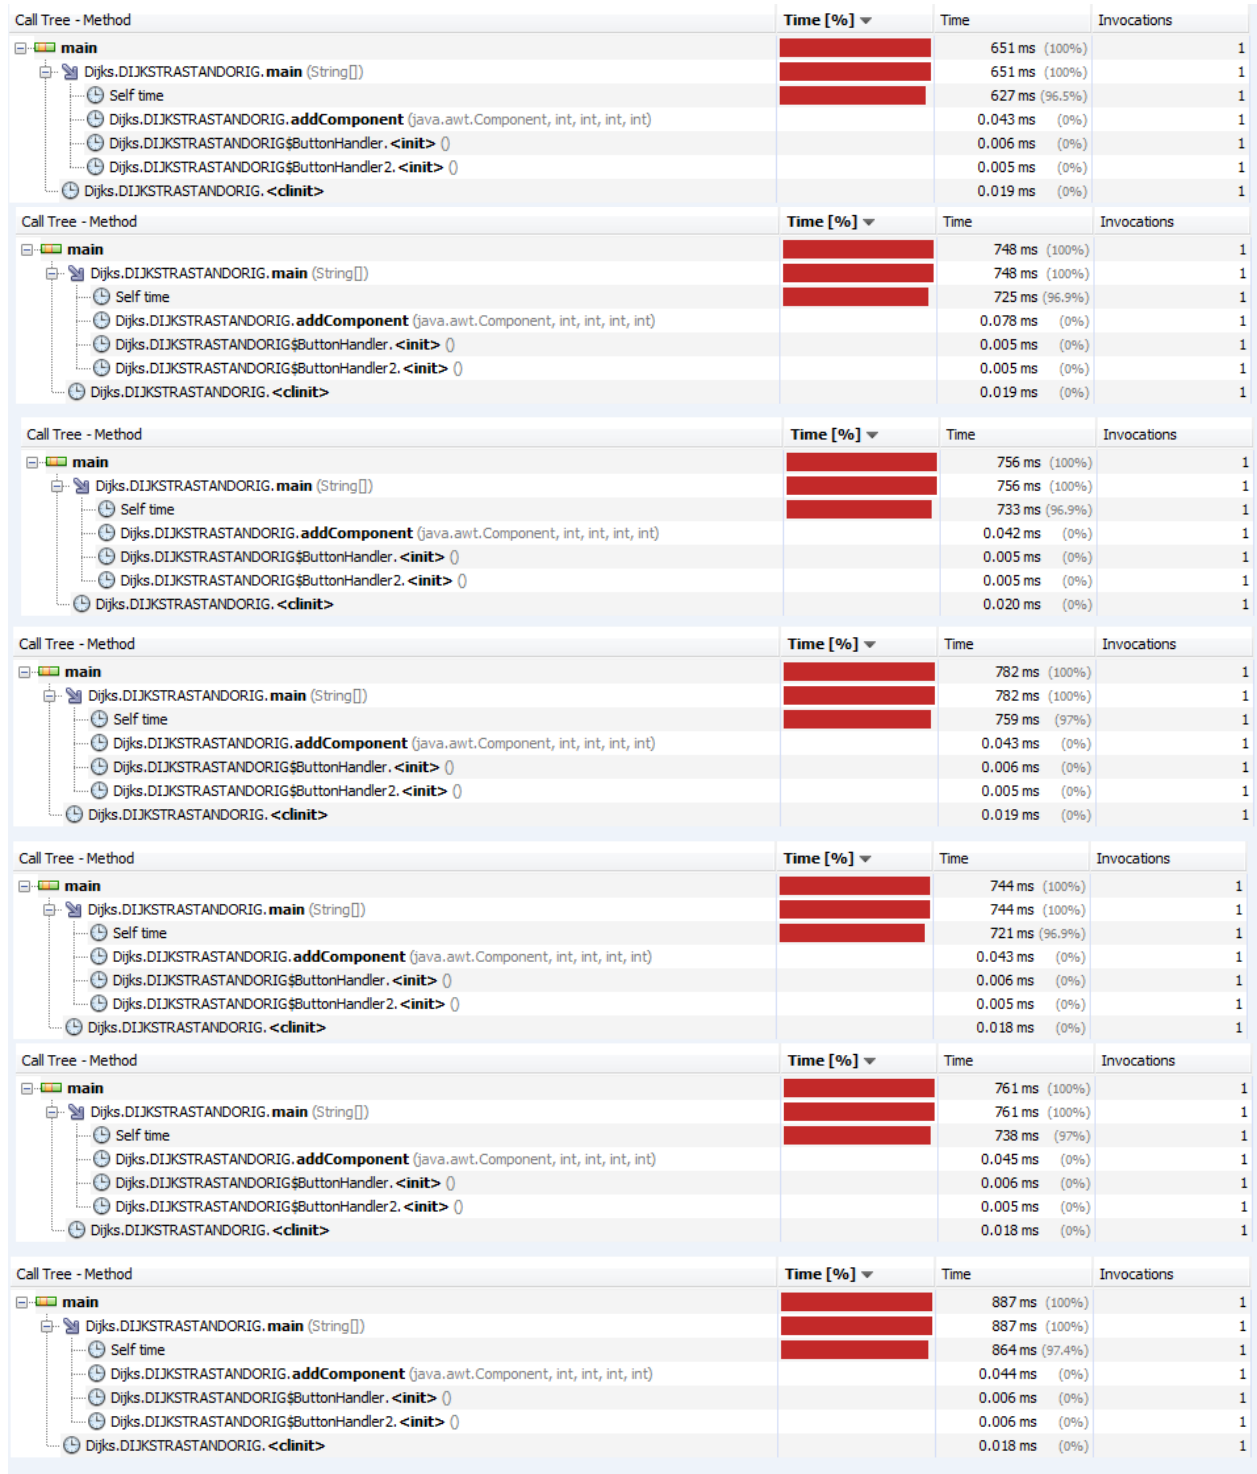 Call Tree - Method Time [%] Time Invocations
main 651 ms (100%) 1
Dijks.DIJKSTRASTANDORIG.main (String[]) 651 ms (100%) 1
Self time 627 ms (96.5%) 1
Dijks.DIJKSTRASTANDORIG.addComponent (java.awt.Component, int, int, int, int) 0.043 ms (0%) 1
Dijks.DIJKSTRASTANDORIG$ButtonHandler.<init> () 0.006 ms (0%) 1
Dijks.DIJKSTRASTANDORIG$ButtonHandler2.<init> () 0.005 ms (0%) 1
Dijks.DIJKSTRASTANDORIG.<clinit> 0.019 ms (0%) 1
Call Tree - Method Time [%] Time Invocations
main 748 ms (100%) 1
Dijks.DIJKSTRASTANDORIG.main (String[]) 748 ms (100%) 1
Self time 725 ms (96.9%) 1
Dijks.DIJKSTRASTANDORIG.addComponent (java.awt.Component, int, int, int, int) 0.078 ms (0%) 1
Dijks.DIJKSTRASTANDORIG$ButtonHandler.<init> () 0.005 ms (0%) 1
Dijks.DIJKSTRASTANDORIG$ButtonHandler2.<init> () 0.005 ms (0%) 1
Dijks.DIJKSTRASTANDORIG.<clinit> 0.019 ms (0%) 1
Call Tree - Method Time [%] Time Invocations
main 756 ms (100%) 1
Dijks.DIJKSTRASTANDORIG.main (String[]) 756 ms (100%) 1
Self time 733 ms (96.9%) 1
Dijks.DIJKSTRASTANDORIG.addComponent (java.awt.Component, int, int, int, int) 0.042 ms (0%) 1
Dijks.DIJKSTRASTANDORIG$ButtonHandler.<init> () 0.005 ms (0%) 1
Dijks.DIJKSTRASTANDORIG$ButtonHandler2.<init> () 0.005 ms (0%) 1
Dijks.DIJKSTRASTANDORIG.<clinit> 0.020 ms (0%) 1
Call Tree - Method Time [%] Time Invocations
main 782 ms (100%) 1
Dijks.DIJKSTRASTANDORIG.main (String[]) 782 ms (100%) 1
Self time 759 ms (97%) 1
Dijks.DIJKSTRASTANDORIG.addComponent (java.awt.Component, int, int, int, int) 0.043 ms (0%) 1
Dijks.DIJKSTRASTANDORIG$ButtonHandler.<init> () 0.006 ms (0%) 1
Dijks.DIJKSTRASTANDORIG$ButtonHandler2.<init> () 0.005 ms (0%) 1
Dijks.DIJKSTRASTANDORIG.<clinit> 0.019 ms (0%) 1
Call Tree - Method Time [%] Time Invocations
main 744 ms (100%) 1
Dijks.DIJKSTRASTANDORIG.main (String[]) 744 ms (100%) 1
Self time 721 ms (96.9%) 1
Dijks.DIJKSTRASTANDORIG.addComponent (java.awt.Component, int, int, int, int) 0.043 ms (0%) 1
Dijks.DIJKSTRASTANDORIG$ButtonHandler.<init> () 0.006 ms (0%) 1
Dijks.DIJKSTRASTANDORIG$ButtonHandler2.<init> () 0.005 ms (0%) 1
Dijks.DIJKSTRASTANDORIG.<clinit> 0.018 ms (0%) 1
Call Tree - Method Time [%] Time Invocations
main 761 ms (100%) 1
Dijks.DIJKSTRASTANDORIG.main (String[]) 761 ms (100%) 1
Self time 738 ms (97%) 1
Dijks.DIJKSTRASTANDORIG.addComponent (java.awt.Component, int, int, int, int) 0.045 ms (0%) 1
Dijks.DIJKSTRASTANDORIG$ButtonHandler.<init> () 0.006 ms (0%) 1
Dijks.DIJKSTRASTANDORIG$ButtonHandler2.<init> () 0.005 ms (0%) 1
Dijks.DIJKSTRASTANDORIG.<clinit> 0.018 ms (0%) 1
Call Tree - Method Time [%] Time Invocations
main 887 ms (100%) 1
Dijks.DIJKSTRASTANDORIG.main (String[]) 887 ms (100%) 1
Self time 864 ms (97.4%) 1
Dijks.DIJKSTRASTANDORIG.addComponent (java.awt.Component, int, int, int, int) 0.044 ms (0%) 1
Dijks.DIJKSTRASTANDORIG$ButtonHandler.<init> () 0.006 ms (0%) 1
Dijks.DIJKSTRASTANDORIG$ButtonHandler2.<init> () 0.006 ms (0%) 1
Dijks.DIJKSTRASTANDORIG.<clinit> 0.018 ms (0%) 1